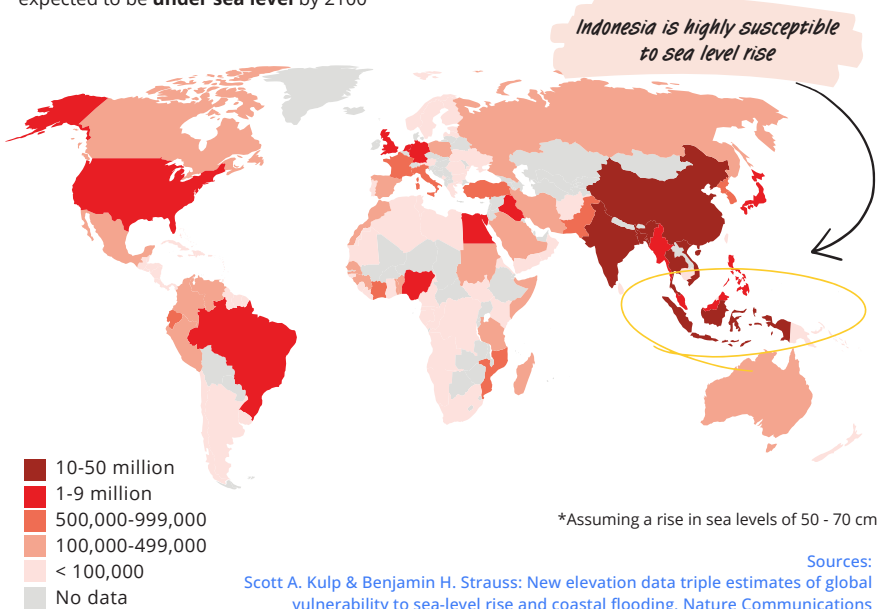 expected to be under sea level by 2100
Indonesia is highly susceptible
to sea level rise
10-50 million
1-9 million
500,000-999,000
100,000-499,000
< 100,000
No data
*Assuming a rise in sea levels of 50 - 70 cm
Sources:
Scott A. Kulp & Benjamin H. Strauss: New elevation data triple estimates of global
vulnerability to sea-level rise and coastal flooding, Nature Communications